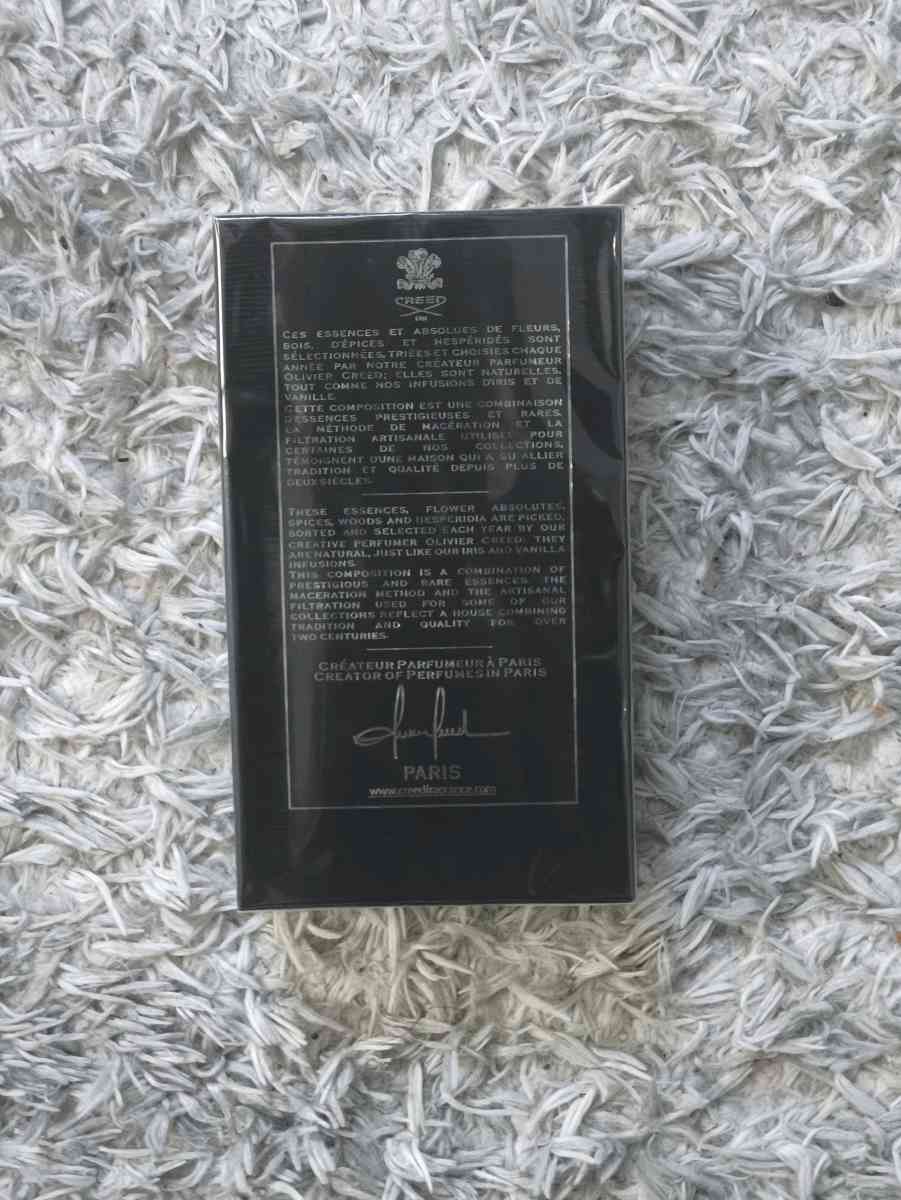 CREED
CES ESSENCES ET ABSOLUES DE FLEURS,
BOIS, D'ÉPICES ET HESPÉRIDÉS SONT
SÉLECTIONNÉES, TRIÉES ET CHOISIES CHAQUE
ANNÉE PAR NOTRE CRÉATEUR PARFUMEUR
OLIVIER CREED; ELLES SONT NATURELLES,
TOUT COMME NOS INFUSIONS D'IRIS ET DE
VANILLE.
CETTE COMPOSITION EST UNE COMBINAISON
D'ESSENCES PRESTIGIEUSES ET RARES.
LA MÉTHODE DE MACÉRATION ET LA
FILTRATION ARTISANALE UTILISÉE POUR
CERTAINES DE NOS COLLECTIONS,
TÉMOIGNENT D'UNE MAISON QUI A SU ALLIER
TRADITION ET QUALITÉ DEPUIS PLUS DE
DEUX SIÈCLES.
THESE ESSENCES, FLOWER ABSOLUTES,
SPICES, WOODS AND HESPERIDIA ARE PICKED,
SORTED AND SELECTED EACH YEAR BY OUR
CREATIVE PERFUMER OLIVIER CREED; THEY
ARE NATURAL, JUST LIKE OUR IRIS AND VANILLA
INFUSIONS.
THIS COMPOSITION IS A COMBINATION OF
PRESTIGIOUS AND RARE ESSENCES. THE
MACERATION METHOD AND THE ARTISANAL
FILTRATION USED FOR SOME OF OUR
COLLECTIONS REFLECT A HOUSE COMBINING
TRADITION AND QUALITY FOR OVER
TWO CENTURIES.
CRÉATEUR PARFUMEUR À PARIS
CREATOR OF PERFUMES IN PARIS
PARIS
www.creedfragrance.com